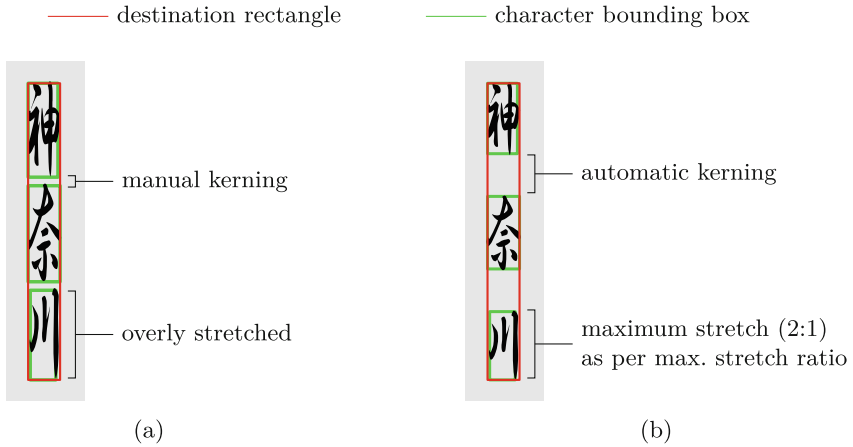 destination rectangle
character bounding box
神
奈
川
manual kerning
overly stretched
(a)
神
奈
川
automatic kerning
maximum stretch (2:1)
as per max. stretch ratio
(b)